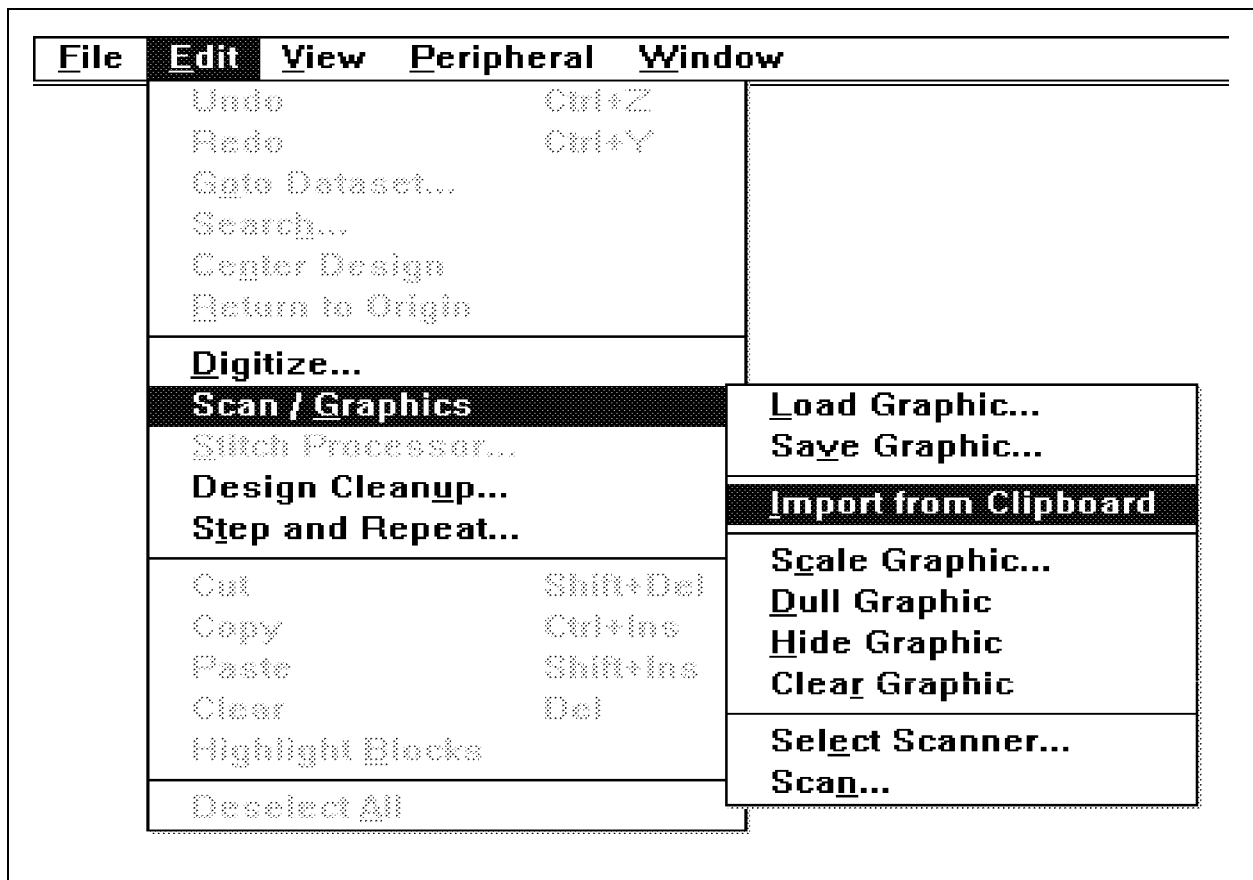 File Edit View Peripheral Window
Undo Ctrl+Z
Redo Ctrl+Y
Goto Dataset...
Search...
Center Design
Return to Origin
Digitize...
Scan / Graphics
Stitch Processor...
Design Cleanup...
Step and Repeat...
Cut Shift+Del
Copy Ctrl+Ins
Paste Shift+Ins
Clear Del
Highlight Blocks
Deselect All
Load Graphic...
Save Graphic...
Import from Clipboard
Scale Graphic...
Dull Graphic
Hide Graphic
Clear Graphic
Select Scanner...
Scan...